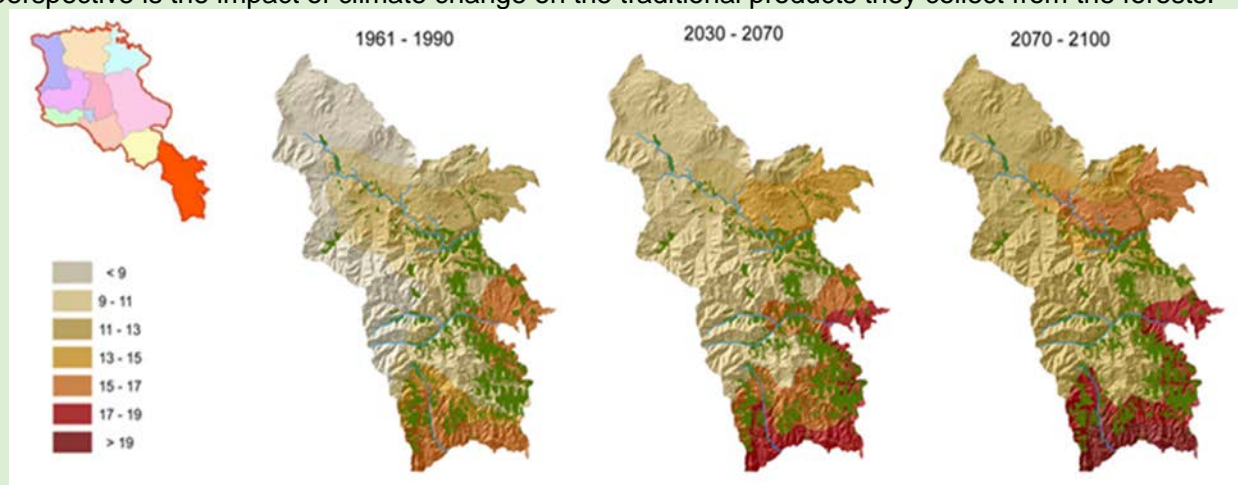 perspective is the impact of climate change on the traditional products they collect from the forests.
1961 - 1990
2030 - 2070
2070 - 2100
< 9
9 - 11
11 - 13
13 - 15
15 - 17
17 - 19
> 19